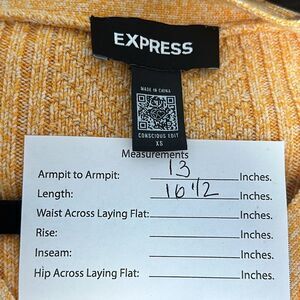 EXPRESS
MADE IN CHINA
CONSCIOUS EDIT
XS
Measurements
Armpit to Armpit: 13 Inches.
Length: 16 1/2 Inches.
Waist Across Laying Flat: Inches.
Rise: Inches.
Inseam: Inches.
Hip Across Laying Flat: Inches.